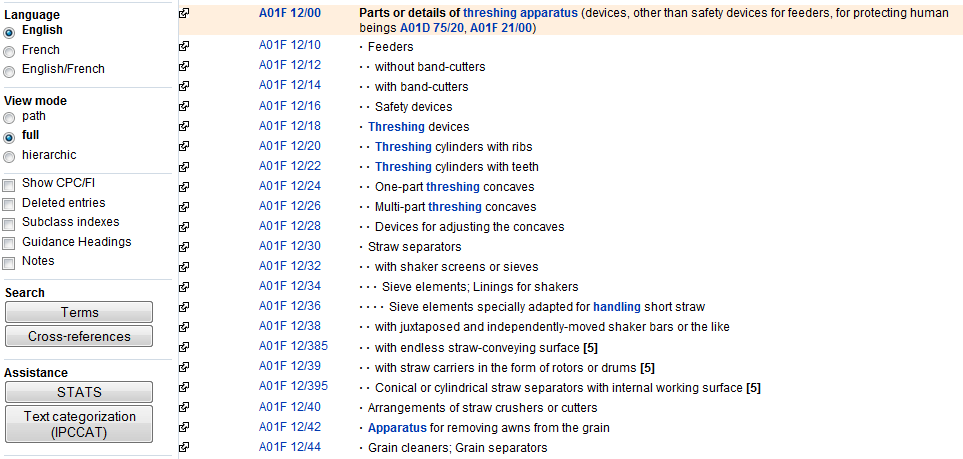 Language
English
French
English/French
View mode
path
full
hierarchic
Show CPC/FI
Deleted entries
Subclass indexes
Guidance Headings
Notes
Search
Terms
Cross-references
Assistance
STATS
Text categorization
(IPCCAT)
A01F 12/00 Parts or details of threshing apparatus (devices, other than safety devices for feeders, for protecting human
beings A01D 75/20, A01F 21/00)
A01F 12/10 · Feeders
A01F 12/12 · · without band-cutters
A01F 12/14 · · with band-cutters
A01F 12/16 · · Safety devices
A01F 12/18 · Threshing devices
A01F 12/20 · · Threshing cylinders with ribs
A01F 12/22 · · Threshing cylinders with teeth
A01F 12/24 · · One-part threshing concaves
A01F 12/26 · · Multi-part threshing concaves
A01F 12/28 · · Devices for adjusting the concaves
A01F 12/30 · Straw separators
A01F 12/32 · · with shaker screens or sieves
A01F 12/34 · · · Sieve elements; Linings for shakers
A01F 12/36 · · · · Sieve elements specially adapted for handling short straw
A01F 12/38 · · with juxtaposed and independently-moved shaker bars or the like
A01F 12/385 · · with endless straw-conveying surface [5]
A01F 12/39 · · with straw carriers in the form of rotors or drums [5]
A01F 12/395 · · Conical or cylindrical straw separators with internal working surface [5]
A01F 12/40 · Arrangements of straw crushers or cutters
A01F 12/42 · Apparatus for removing awns from the grain
A01F 12/44 · Grain cleaners; Grain separators